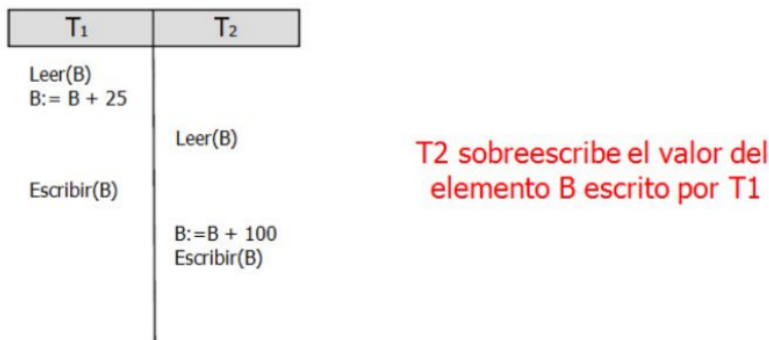 T1 T2
Leer(B)
B:= B + 25
Leer(B)
T2 sobreescribe el valor del
elemento B escrito por T1
Escribir(B)
B:=B + 100
Escribir(B)